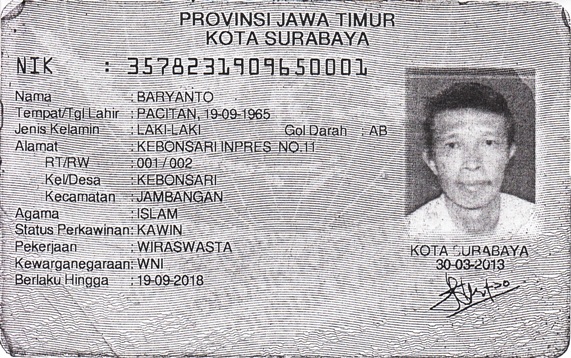 PROVINSI JAWA TIMUR
KOTA SURABAYA
NIK : 3578231909650001
Nama : BARYANTO
Tempat/Tgl Lahir : PACITAN, 19-09-1965
Jenis Kelamin : LAKI-LAKI Gol Darah : AB
Alamat : KEBONSARI INPRES NO.11
RT/RW : 001 / 002
Kel/Desa : KEBONSARI
Kecamatan : JAMBANGAN
Agama : ISLAM
Status Perkawinan: KAWIN
Pekerjaan : WIRASWASTA
Kewarganegaraan: WNI
Berlaku Hingga : 19-09-2018
KOTA SURABAYA
30-03-2013